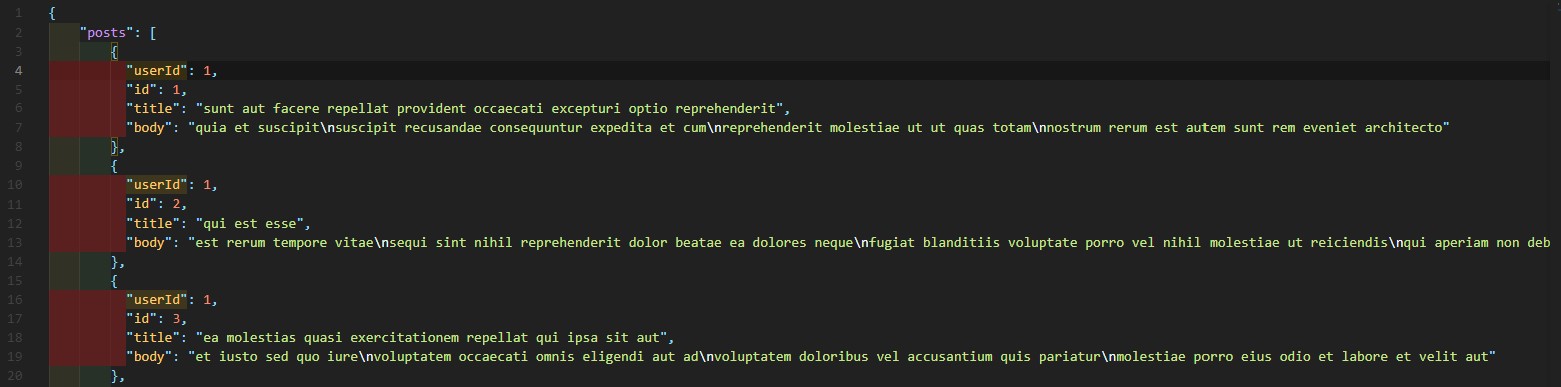 1 {
2 "posts": [
3 {
4 "userId": 1,
5 "id": 1,
6 "title": "sunt aut facere repellat provident occaecati excepturi optio reprehenderit",
7 "body": "quia et suscipit\nsuscipit recusandae consequuntur expedita et cum\nreprehenderit molestiae ut ut quas totam\nnostrum rerum est autem sunt rem eveniet architecto"
8 },
9 {
10 "userId": 1,
11 "id": 2,
12 "title": "qui est esse",
13 "body": "est rerum tempore vitae\nsequi sint nihil reprehenderit dolor beatae ea dolores neque\nfugiat blanditiis voluptate porro vel nihil molestiae ut reiciendis\nqui aperiam non deb
14 },
15 {
16 "userId": 1,
17 "id": 3,
18 "title": "ea molestias quasi exercitationem repellat qui ipsa sit aut",
19 "body": "et iusto sed quo iure\nvoluptatem occaecati omnis eligendi aut ad\nvoluptatem doloribus vel accusantium quis pariatur\nmolestiae porro eius odio et labore et velit aut"
20 },